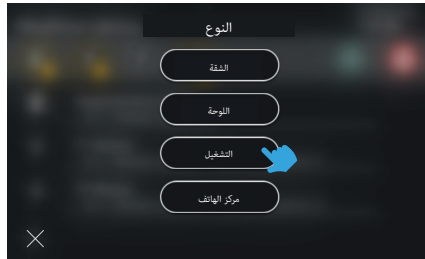 النوع
الشقة
اللوحة
التشغيل
مركز الهاتف